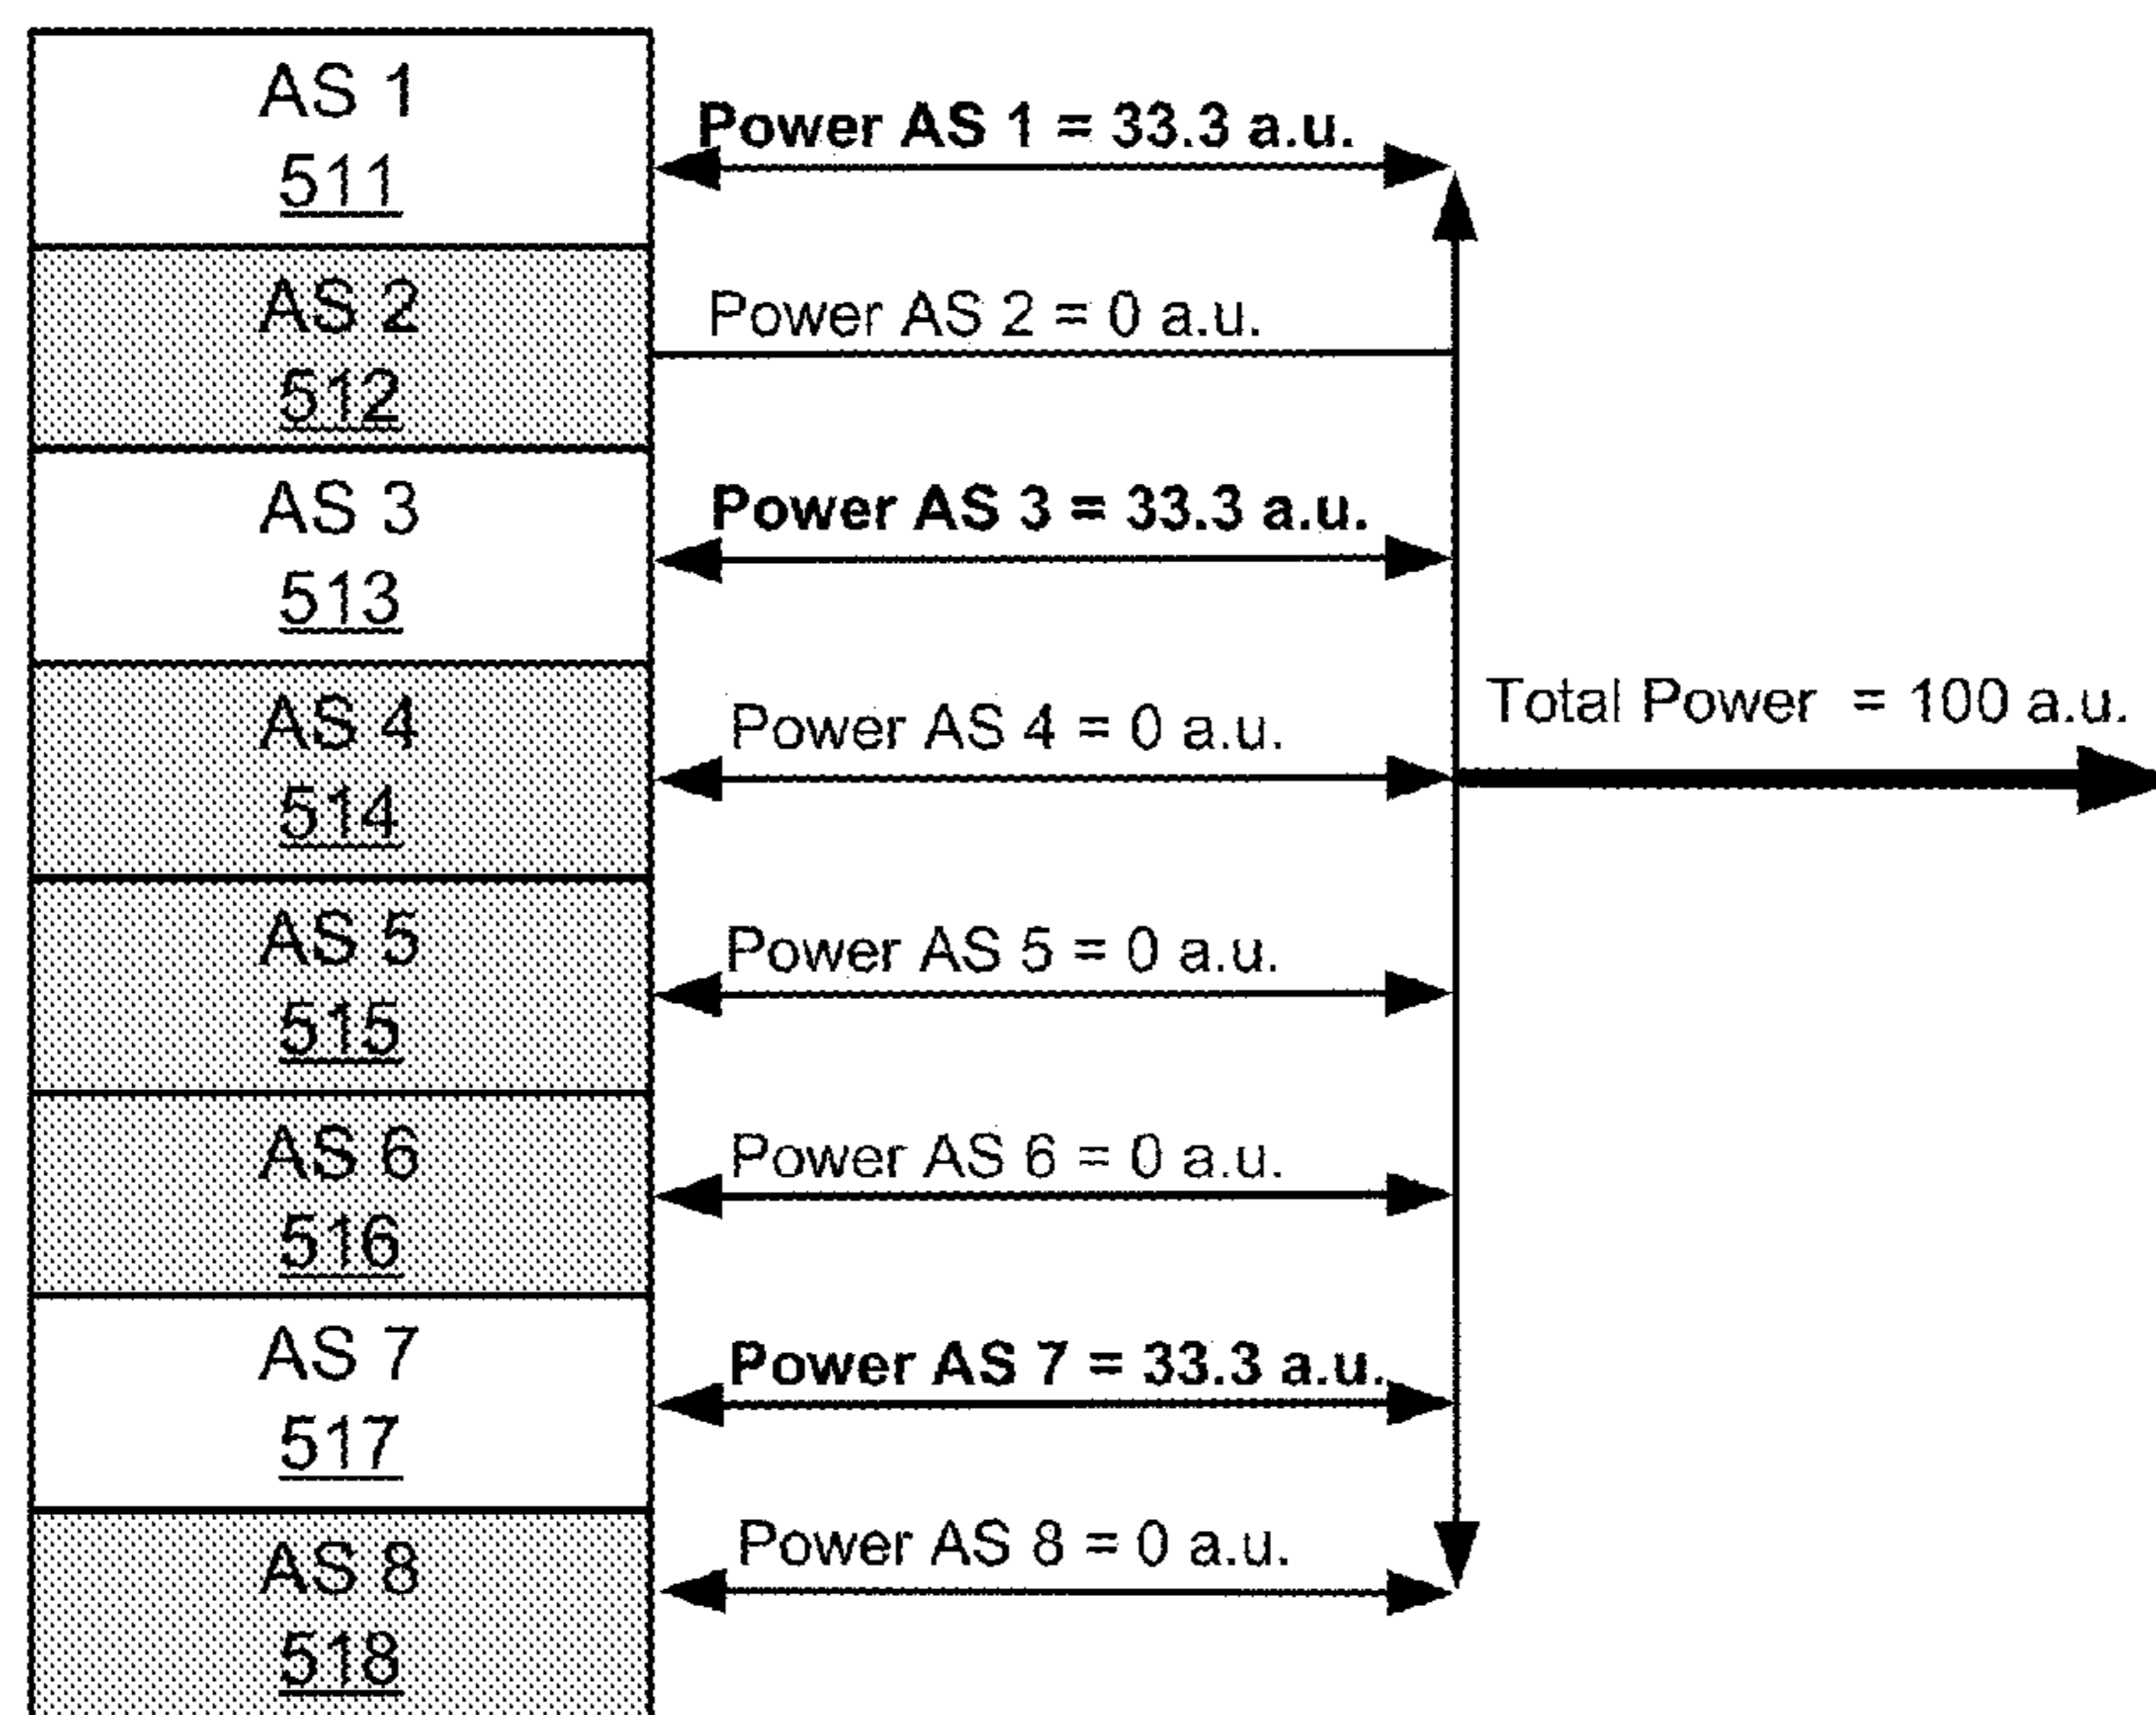 AS 1
511
Power AS 1 = 33.3 a.u.
AS 2
512
Power AS 2 = 0 a.u.
AS 3
513
Power AS 3 = 33.3 a.u.
AS 4
514
Power AS 4 = 0 a.u.
Total Power = 100 a.u.
AS 5
515
Power AS 5 = 0 a.u.
AS 6
516
Power AS 6 = 0 a.u.
AS 7
517
Power AS 7 = 33.3 a.u.
AS 8
518
Power AS 8 = 0 a.u.